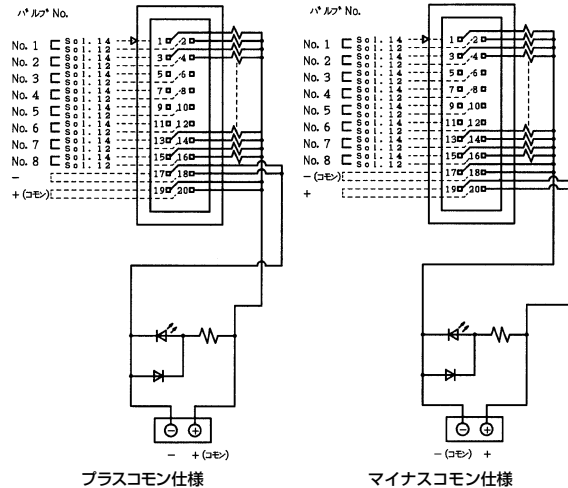 バルブ No.
No. 1
Sol. 14
Sol. 12
No. 2
Sol. 14
Sol. 12
No. 3
Sol. 14
Sol. 12
No. 4
Sol. 14
Sol. 12
No. 5
Sol. 14
Sol. 12
No. 6
Sol. 14
Sol. 12
No. 7
Sol. 14
Sol. 12
No. 8
Sol. 14
Sol. 12
−
+ (コモン)
1 2
3 4
5 6
7 8
9 10
11 12
13 14
15 16
17 18
19 20
− + (コモン)
プラスコモン仕様
バルブ No.
No. 1
Sol. 14
Sol. 12
No. 2
Sol. 14
Sol. 12
No. 3
Sol. 14
Sol. 12
No. 4
Sol. 14
Sol. 12
No. 5
Sol. 14
Sol. 12
No. 6
Sol. 14
Sol. 12
No. 7
Sol. 14
Sol. 12
No. 8
Sol. 14
Sol. 12
− (コモン)
+
1 2
3 4
5 6
7 8
9 10
11 12
13 14
15 16
17 18
19 20
− (コモン) +
マイナスコモン仕様